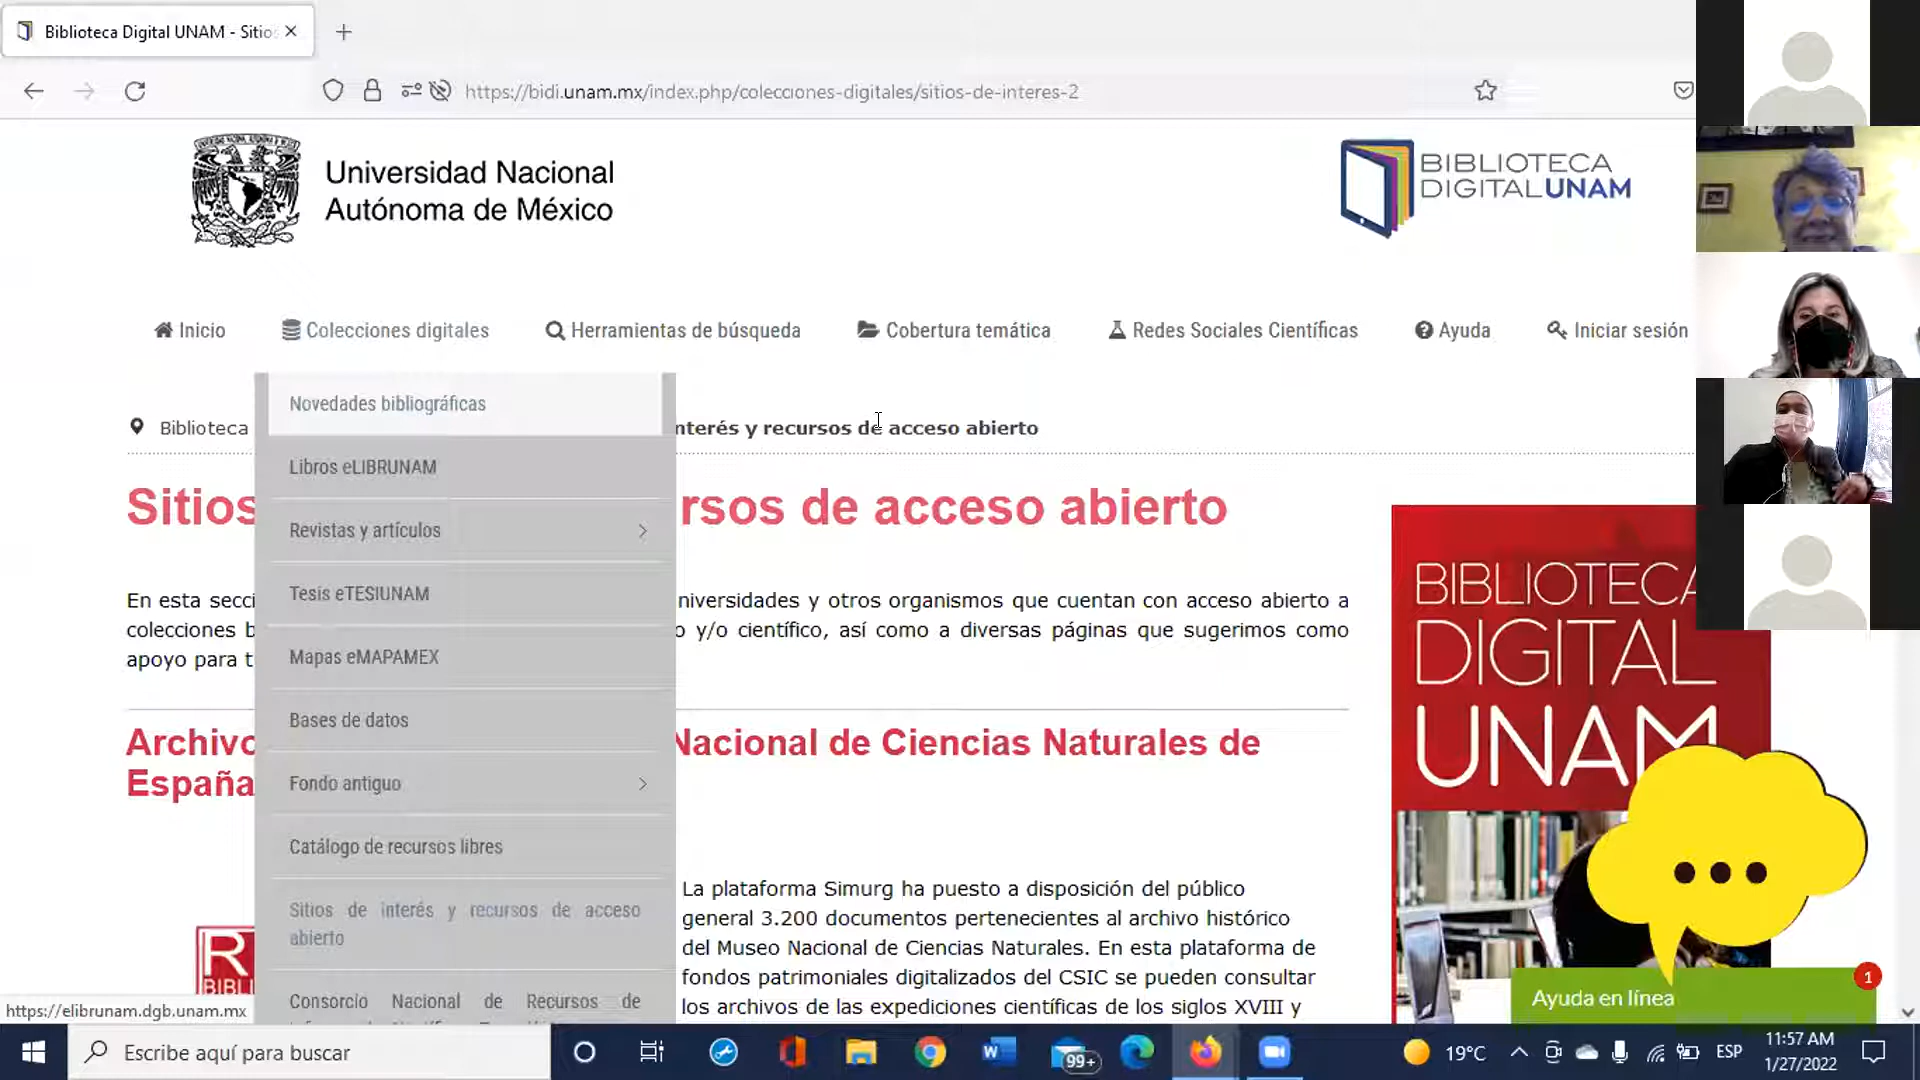 Biblioteca Digital UNAM - Sitio
https://bidi.unam.mx/index.php/colecciones-digitales/sitios-de-interes-2
Universidad Nacional
Autónoma de México
BIBLIOTECA
DIGITALUNAM
Inicio
Colecciones digitales
Herramientas de búsqueda
Cobertura temática
Redes Sociales Científicas
Ayuda
Iniciar sesión
Novedades bibliográficas
Libros eLIBRUNAM
Revistas y artículos
Tesis eTESIUNAM
Mapas eMAPAMEX
Bases de datos
Fondo antiguo
Catálogo de recursos libres
Sitios de interés y recursos de acceso
abierto
Consorcio Nacional de Recursos de
Biblioteca nterés y recursos de acceso abierto
Sitios rsos de acceso abierto
En esta secci niversidades y otros organismos que cuentan con acceso abierto a
colecciones b o y/o científico, así como a diversas páginas que sugerimos como
apoyo para t
Archivo Nacional de Ciencias Naturales de
España
La plataforma Simurg ha puesto a disposición del público
general 3.200 documentos pertenecientes al archivo histórico
del Museo Nacional de Ciencias Naturales. En esta plataforma de
fondos patrimoniales digitalizados del CSIC se pueden consultar
los archivos de las expediciones científicas de los siglos XVIII y
R
BIBLI
BIBLIOTECA
DIGITAL
UNAM
Ayuda en línea
1
https://elibrunam.dgb.unam.mx
Escribe aquí para buscar
99+
19°C
ESP
11:57 AM
1/27/2022